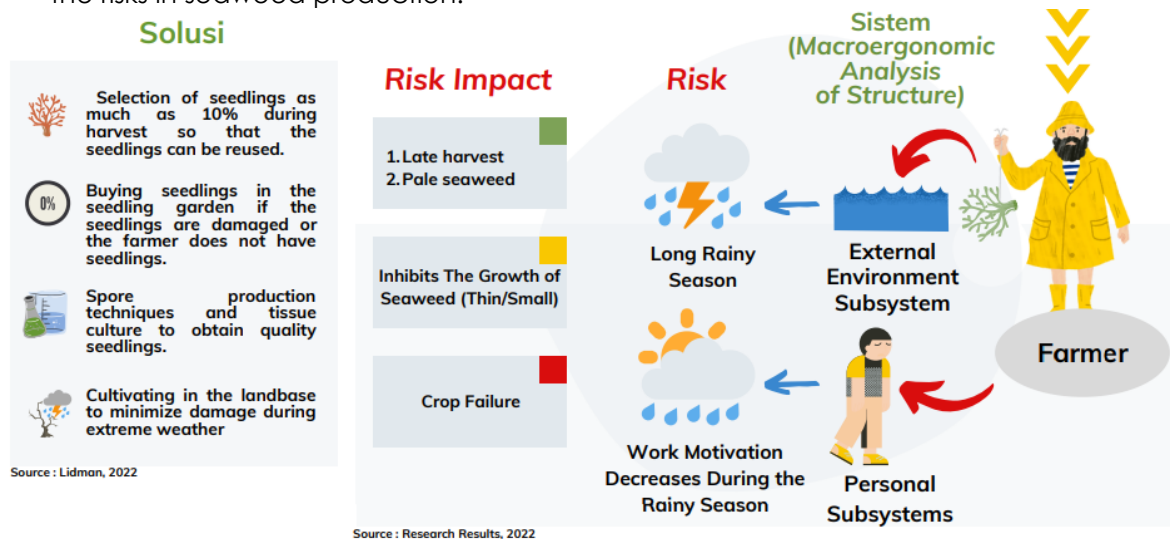 the risks in seaweed production.
Solusi
Selection of seedlings as
much as 10% during
harvest so that the
seedlings can be reused.
0%
Buying seedlings in the
seedling garden if the
seedlings are damaged or
the farmer does not have
seedlings.
Spore production
techniques and tissue
culture to obtain quality
seedlings.
Cultivating in the landbase
to minimize damage during
extreme weather
Source : Lidman, 2022
Risk Impact
1. Late harvest
2. Pale seaweed
Inhibits The Growth of
Seaweed (Thin/Small)
Crop Failure
Risk
Long Rainy
Season
Work Motivation
Decreases During the
Rainy Season
Sistem
(Macroergonomic
Analysis
of Structure)
External
Environment
Subsystem
Personal
Subsystems
Farmer
Source : Research Results, 2022